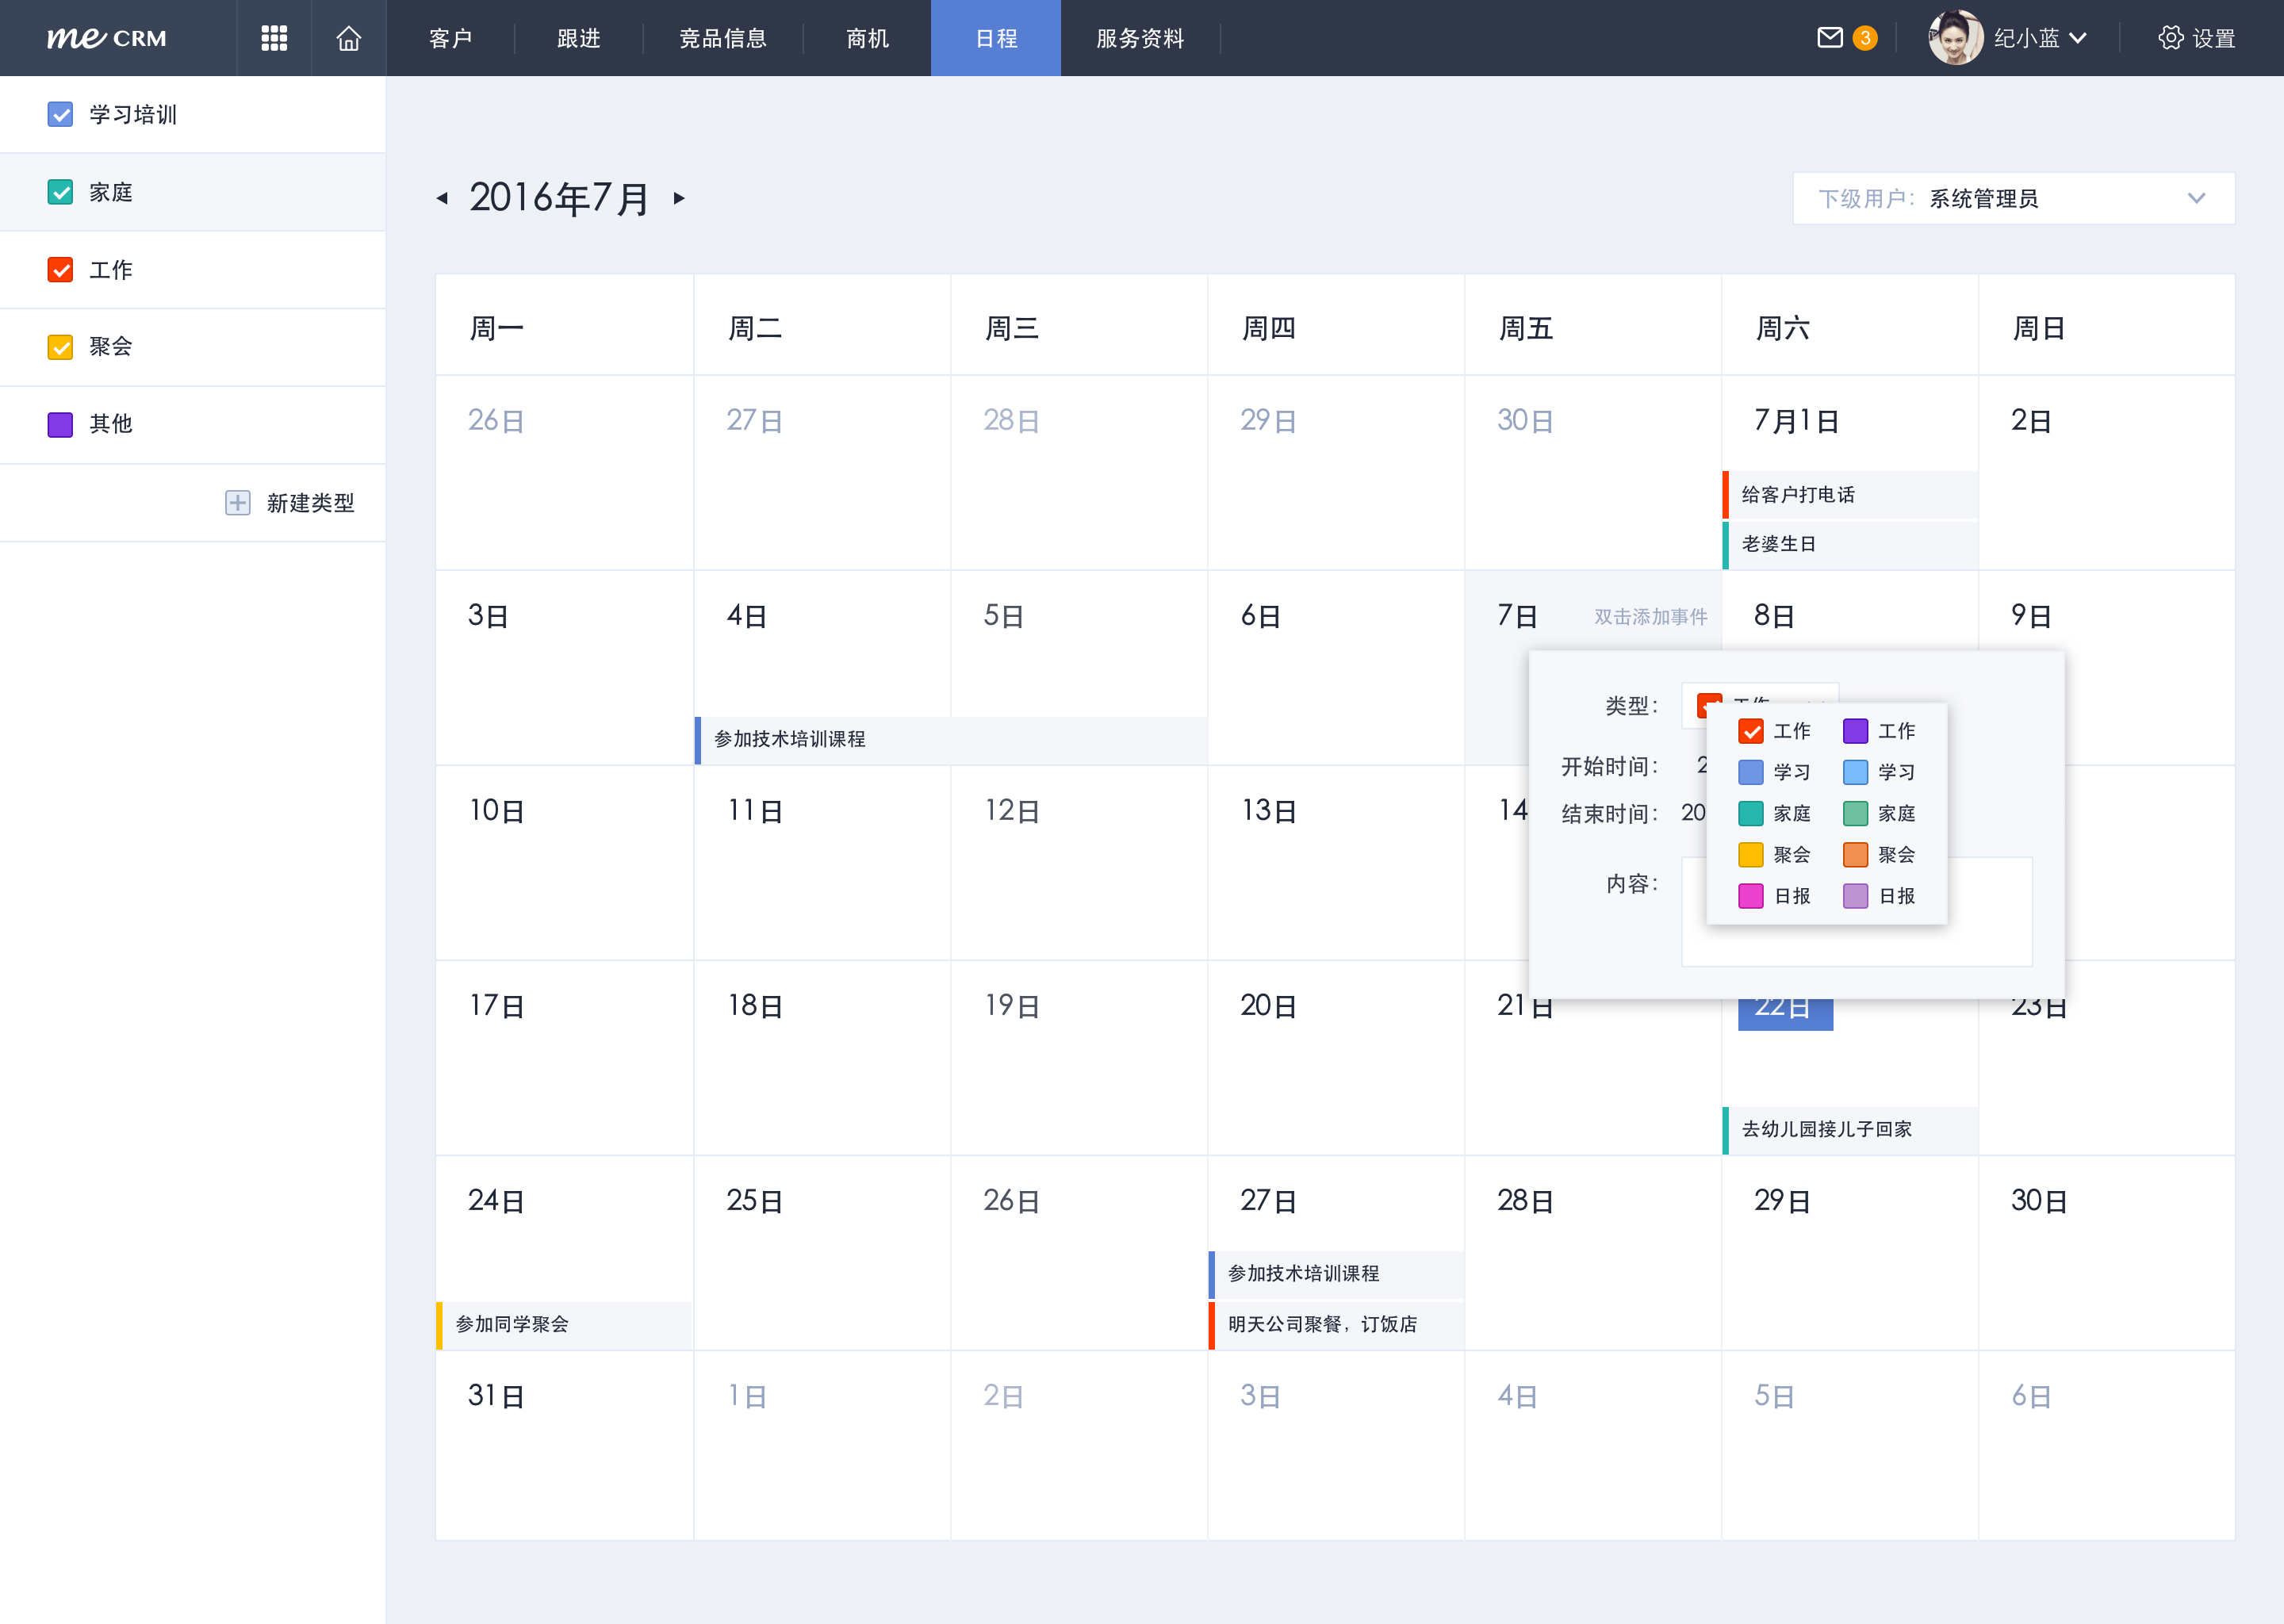 me CRM
客户
跟进
竞品信息
商机
日程
服务资料
3
纪小蓝
设置
学习培训
家庭
工作
聚会
其他
新建类型
2016年7月
下级用户： 系统管理员
周一 周二 周三 周四 周五 周六 周日
26日 27日 28日 29日 30日 7月1日 2日
给客户打电话
老婆生日
3日 4日 5日 6日 7日 双击添加事件 8日 9日
参加技术培训课程
类型： 工作
工作 工作
开始时间： 2
学习 学习
结束时间： 20
家庭 家庭
聚会 聚会
内容：
日报 日报
10日 11日 12日 13日 14
17日 18日 19日 20日 21日 22日 23日
去幼儿园接儿子回家
24日 25日 26日 27日 28日 29日 30日
参加技术培训课程
参加同学聚会
明天公司聚餐，订饭店
31日 1日 2日 3日 4日 5日 6日